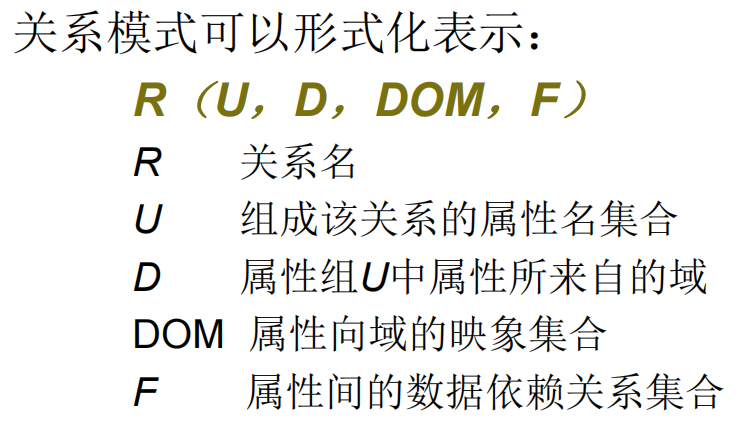 关系模式可以形式化表示：
R（U，D，DOM，F）
R 关系名
U 组成该关系的属性名集合
D 属性组U中属性所来自的域
DOM 属性向域的映象集合
F 属性间的数据依赖关系集合